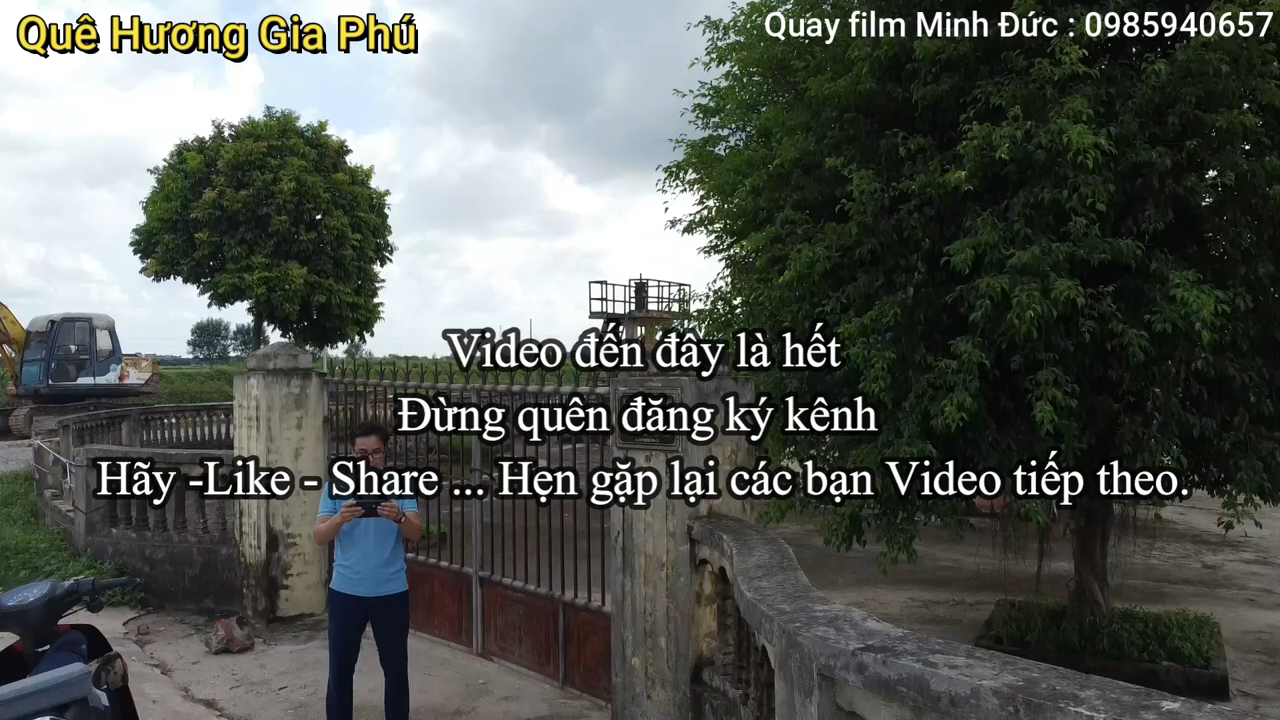 Quê Hương Gia Phú
Quay film Minh Đức : 0985940657
Video đến đây là hết
Đừng quên đăng ký kênh
Hãy -Like - Share ... Hẹn gặp lại các bạn Video tiếp theo.